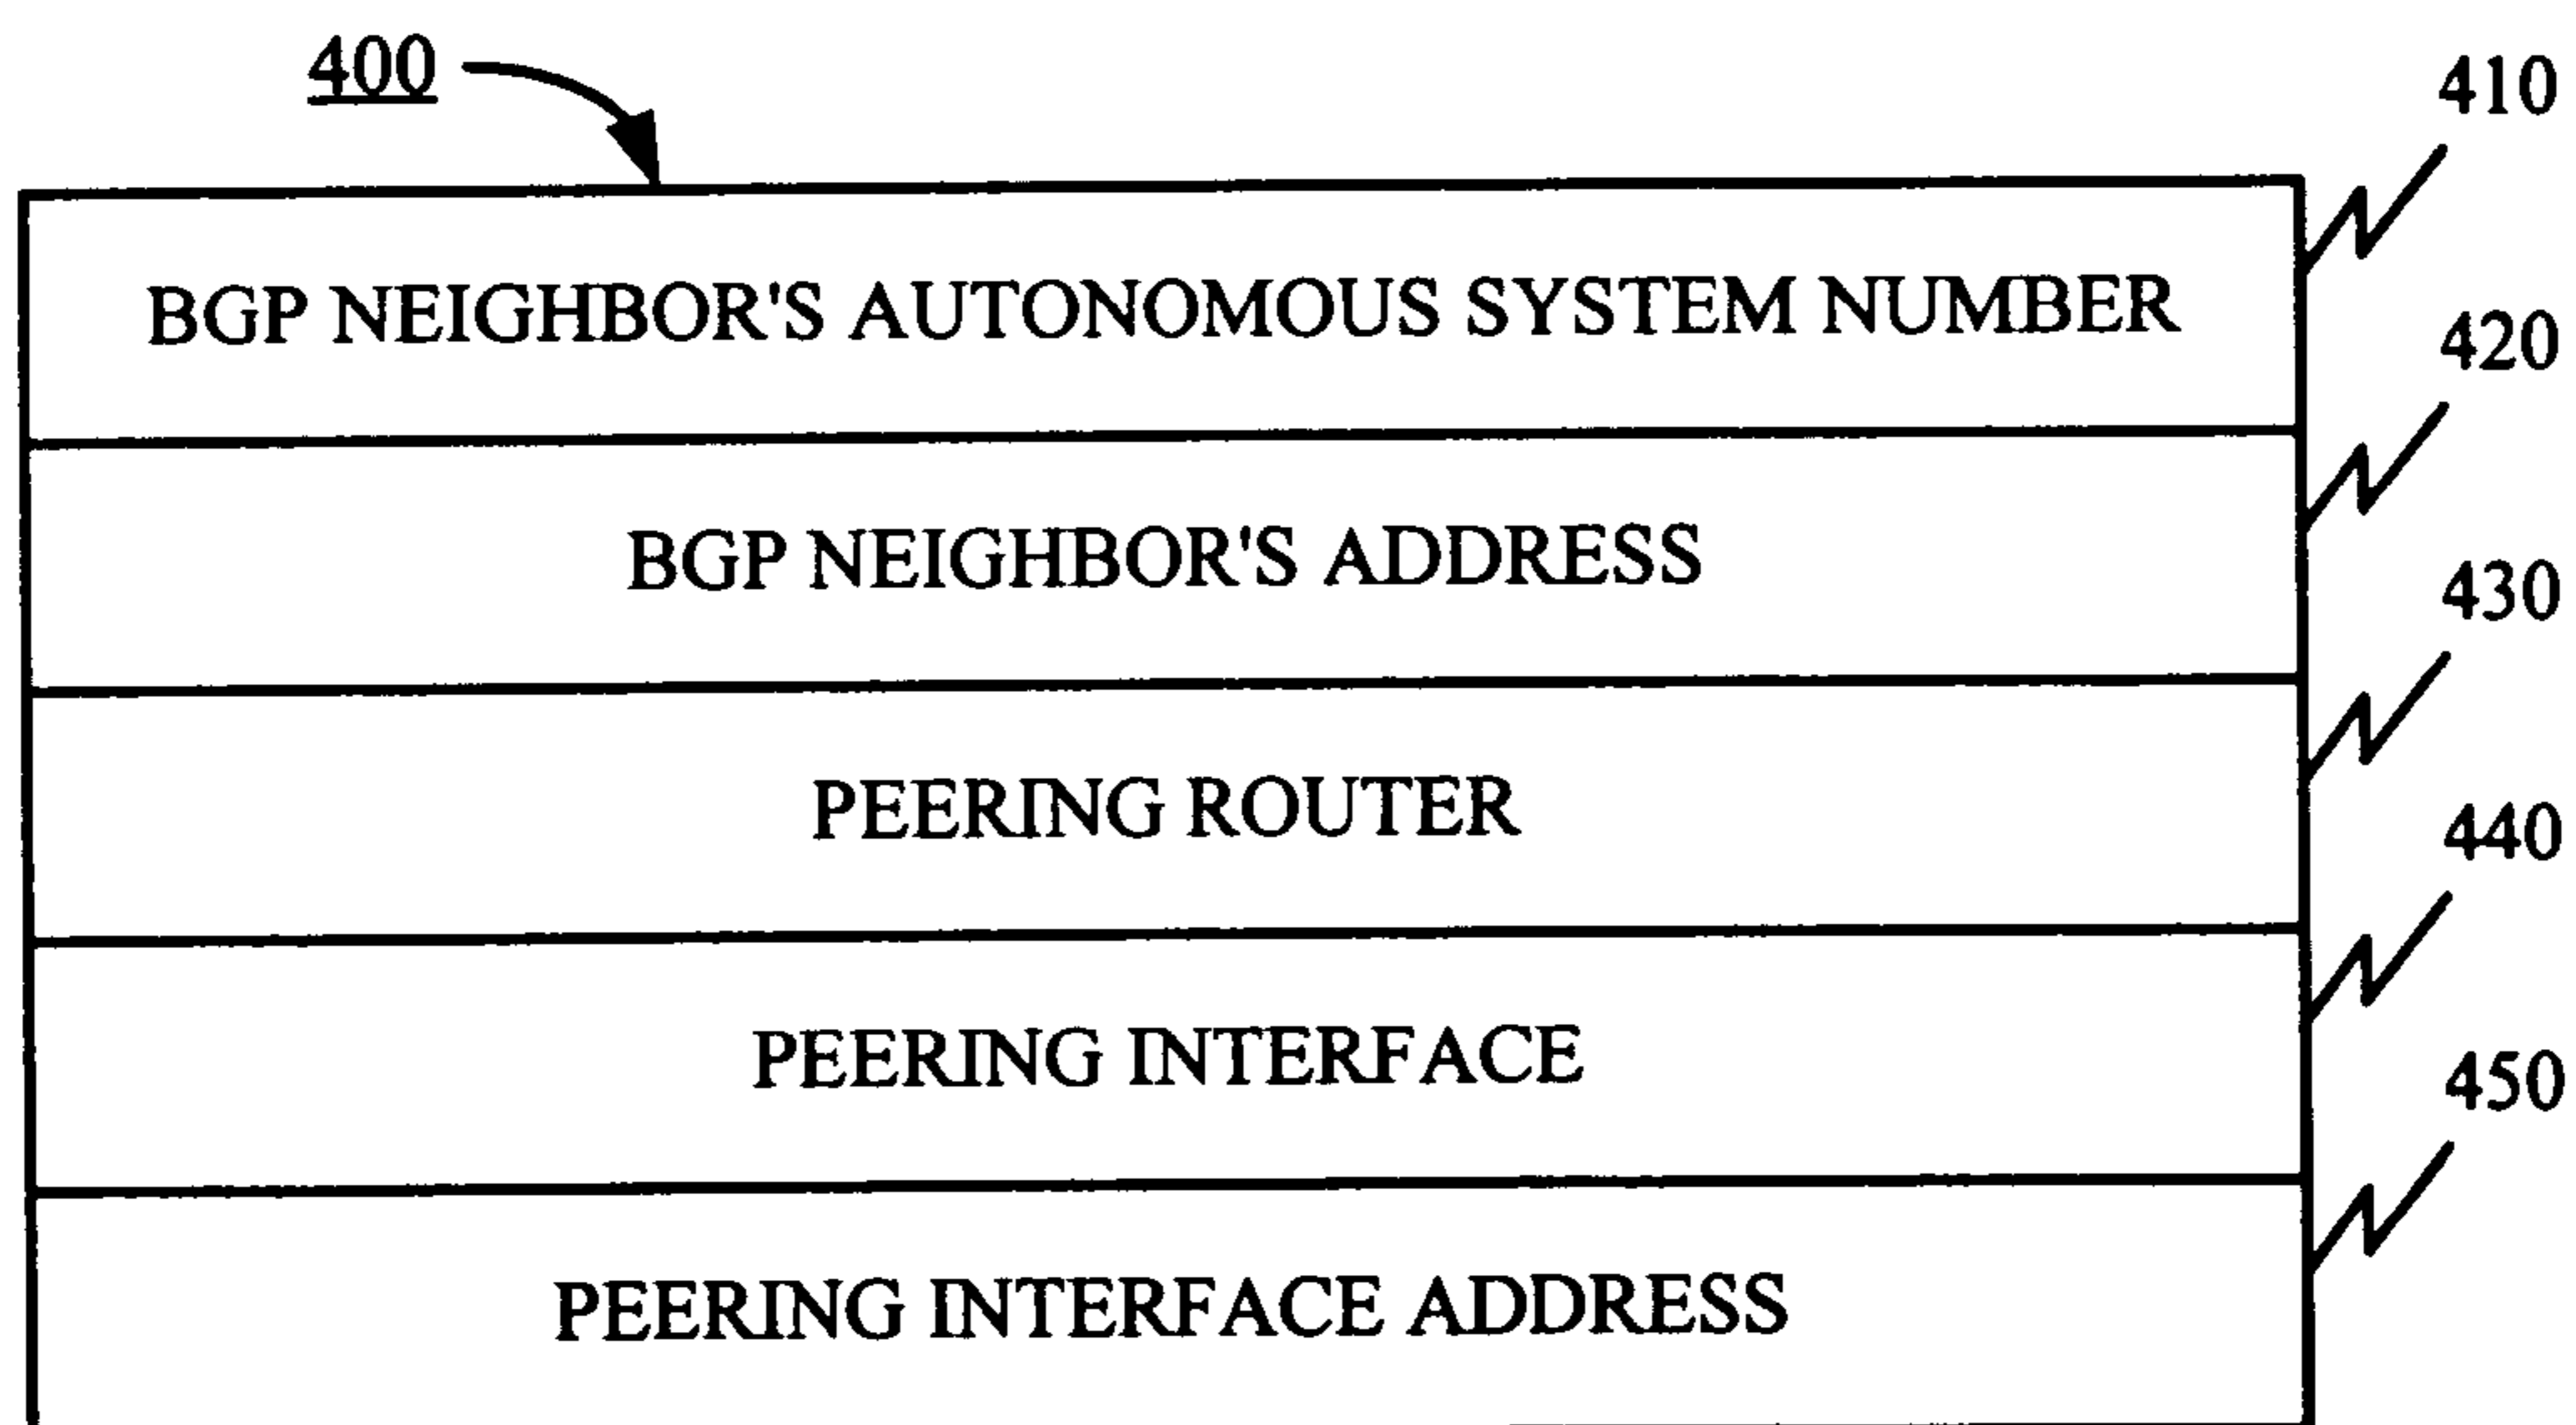 400
410
BGP NEIGHBOR'S AUTONOMOUS SYSTEM NUMBER
420
BGP NEIGHBOR'S ADDRESS
430
PEERING ROUTER
440
PEERING INTERFACE
450
PEERING INTERFACE ADDRESS